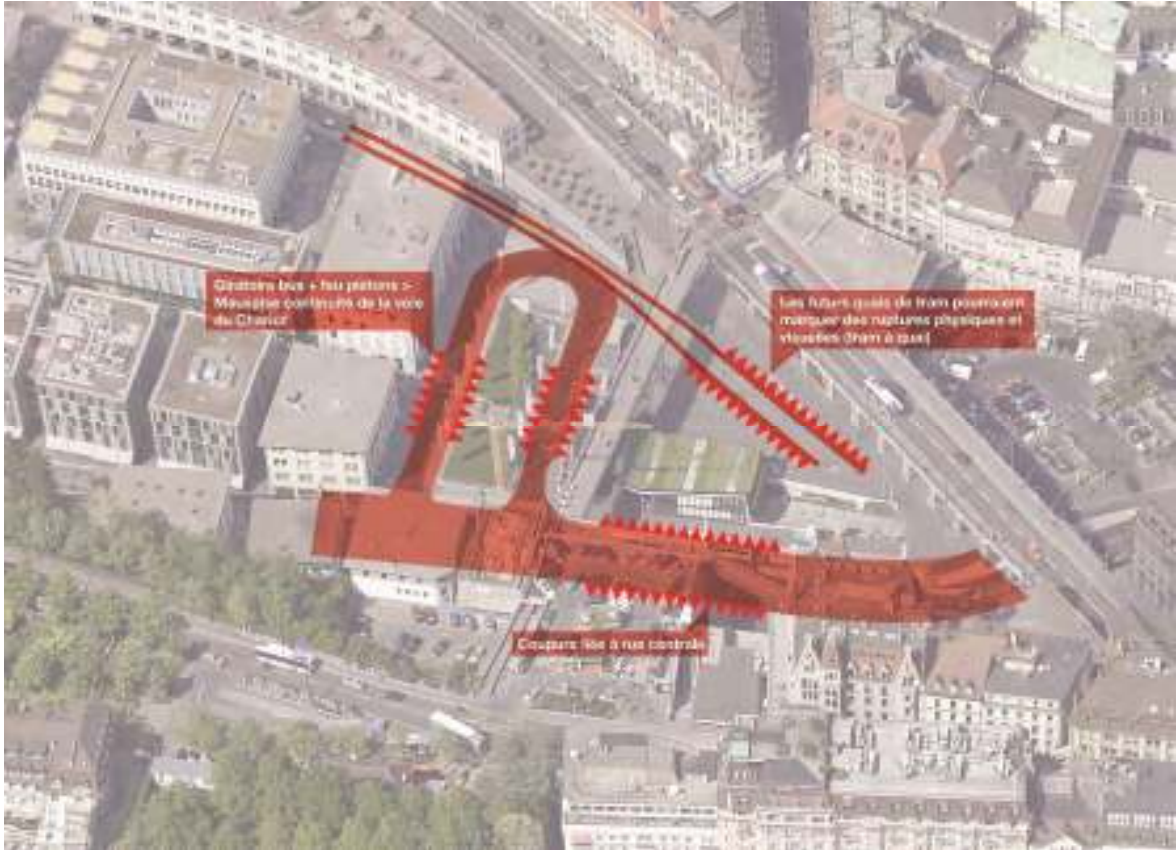 Giratoire bus + feu piétons >
Mauvaise continuité de la voie
du Chariot
Les futurs quais de tram pourraient
marquer des ruptures physiques et
visuelles (tram à quai)
Coupure liée à rue centrale